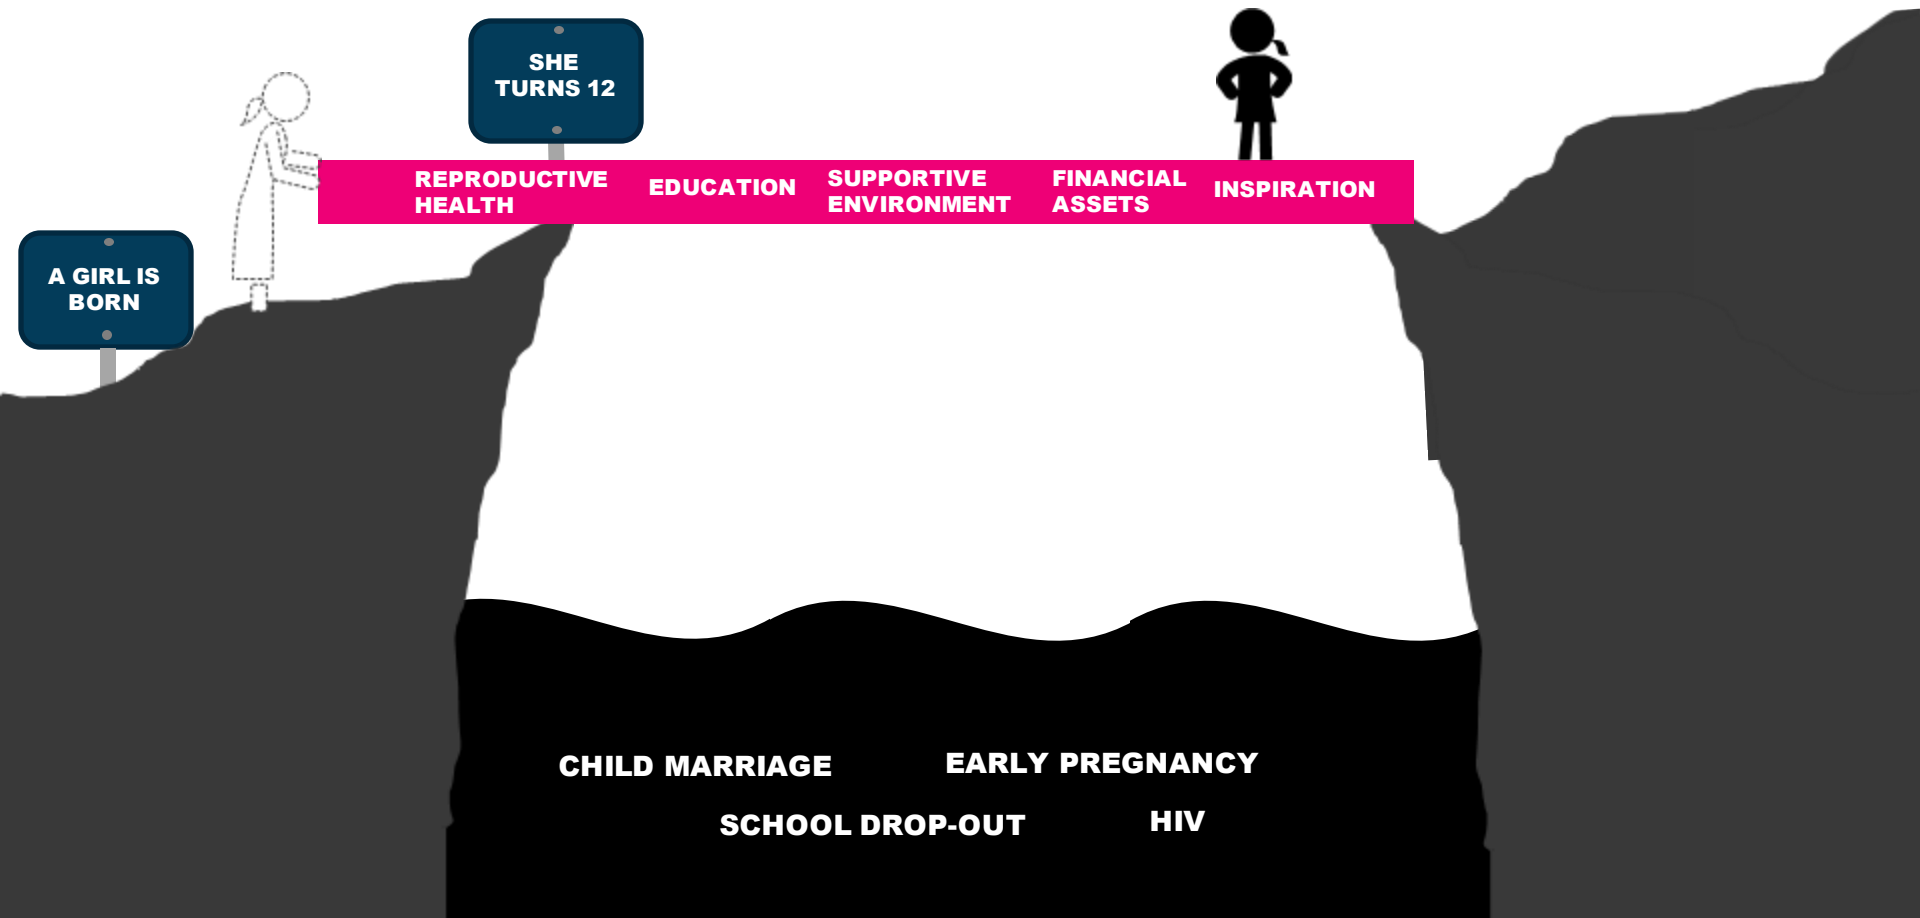 SHE
TURNS 12
REPRODUCTIVE
HEALTH
EDUCATION
SUPPORTIVE
ENVIRONMENT
FINANCIAL
ASSETS
INSPIRATION
A GIRL IS
BORN
CHILD MARRIAGE
EARLY PREGNANCY
SCHOOL DROP-OUT
HIV